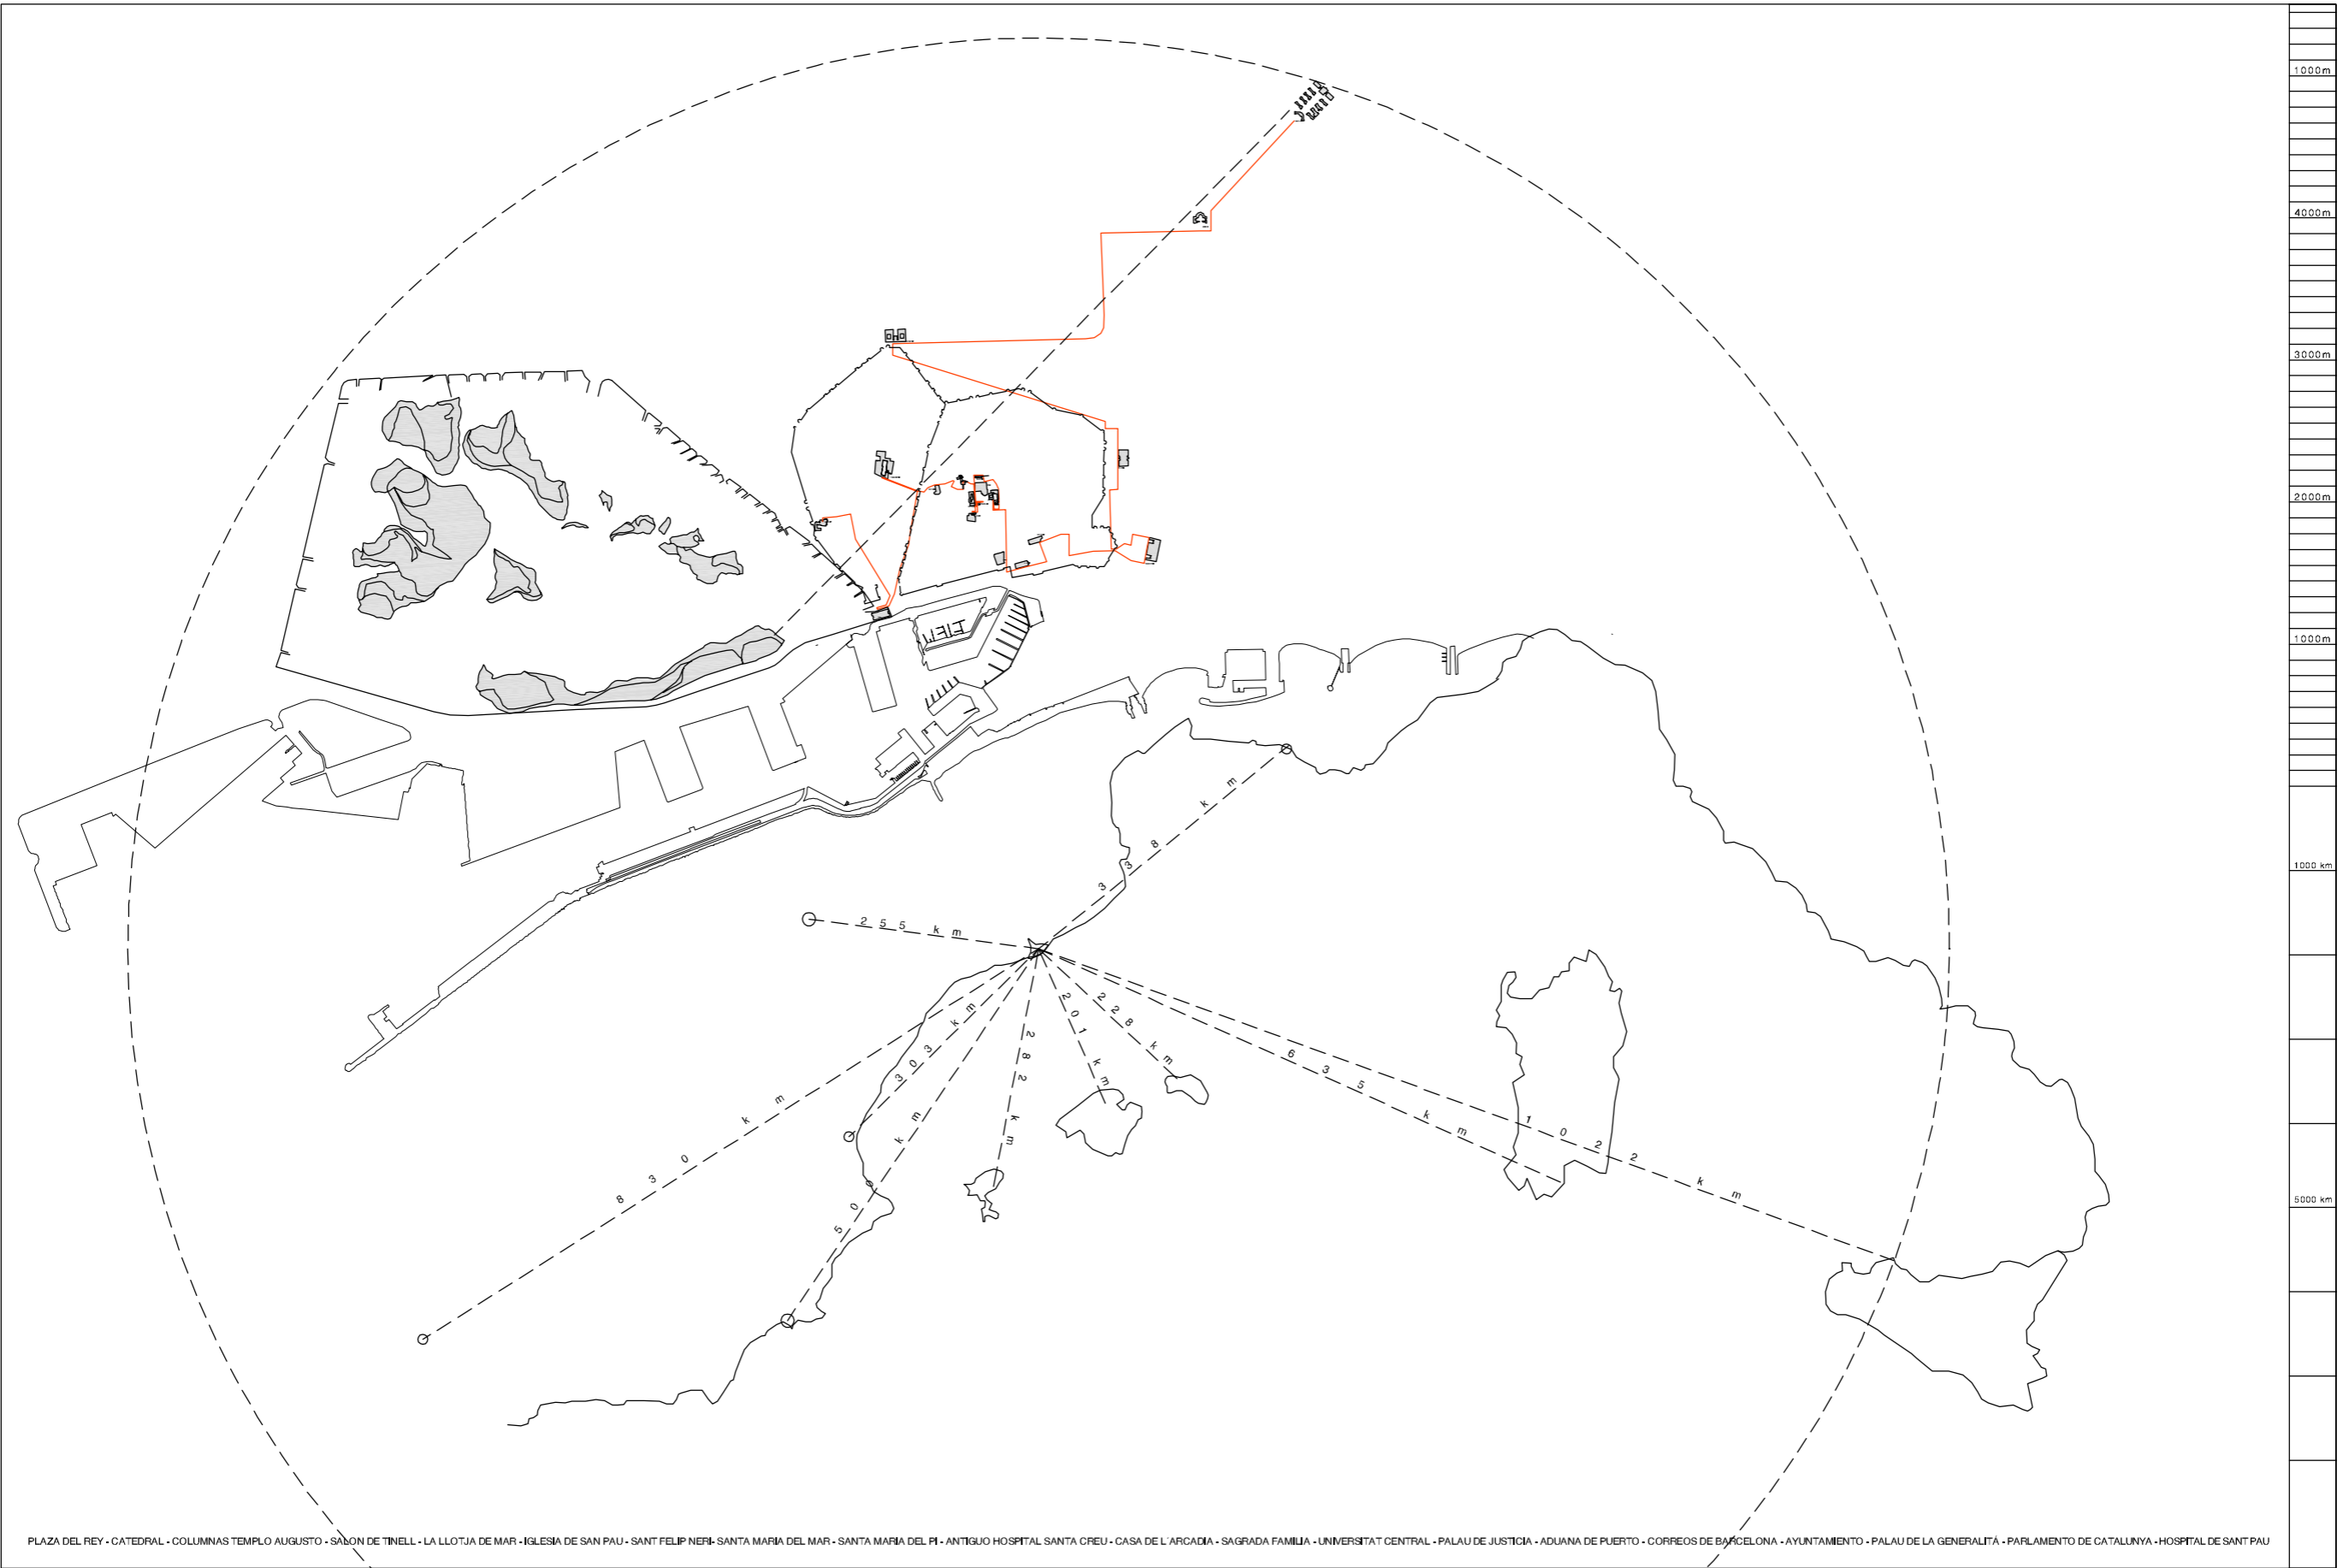 1000m
4000m
3000m
2000m
1000m
1000 km
5000 km
338 km
255 km
303 km
830 km
500 km
282 km
201 km
228 km
635 km
1022 km
PLAZA DEL REY - CATEDRAL - COLUMNAS TEMPLO AUGUSTO - SALON DE TINELL - LA LLOTJA DE MAR - IGLESIA DE SAN PAU - SANT FELIP NERI - SANTA MARIA DEL MAR - SANTA MARIA DEL PI - ANTIGUO HOSPITAL SANTA CREU - CASA DE L´ARCADIA - SAGRADA FAMILIA - UNIVERSITAT CENTRAL - PALAU DE JUSTICIA - ADUANA DE PUERTO - CORREOS DE BARCELONA - AYUNTAMIENTO - PALAU DE LA GENERALITÁ - PARLAMENTO DE CATALUNYA - HOSPITAL DE SANT PAU